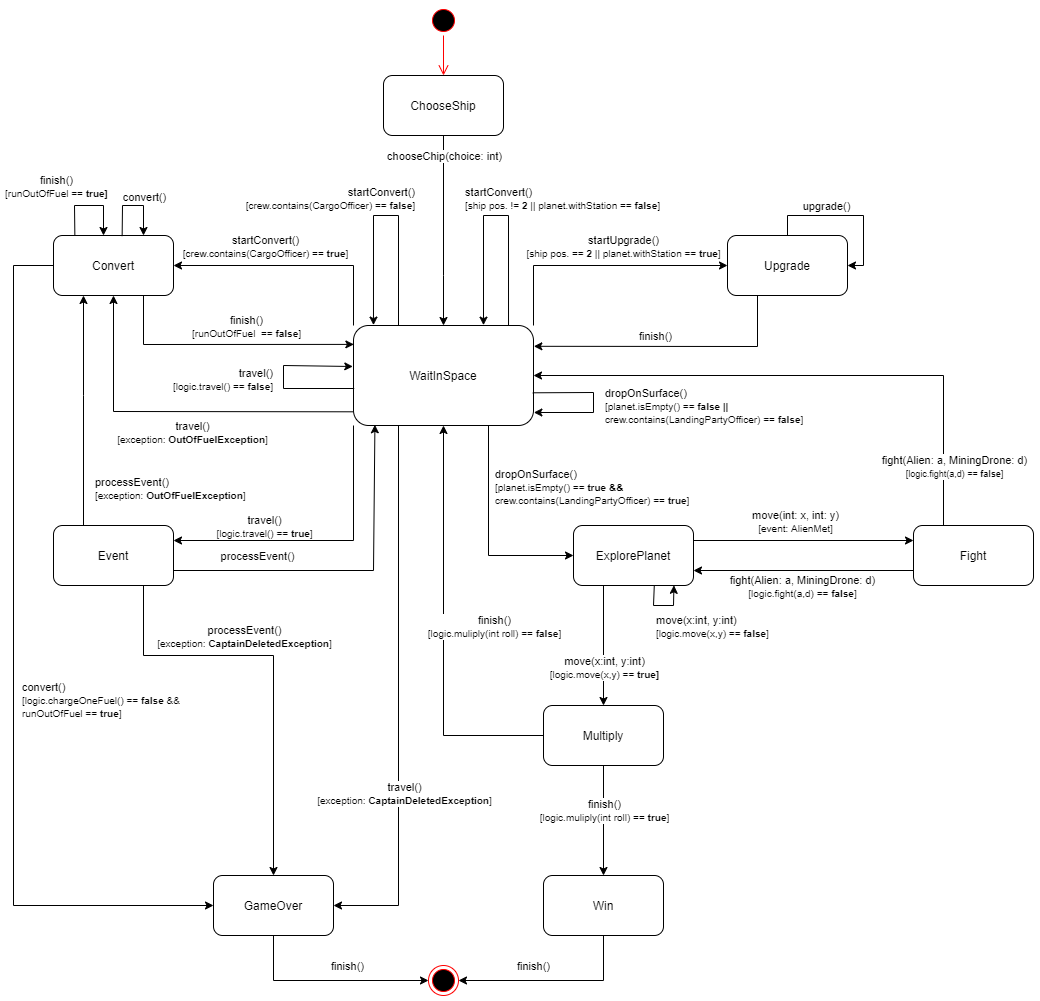 ChooseShip
chooseChip(choice: int)
finish()
[runOutOfFuel == true]
convert()
startConvert()
[crew.contains(CargoOfficer) == false]
startConvert()
[ship pos. != 2 || planet.withStation == false]
upgrade()
startConvert()
[crew.contains(CargoOfficer) == true]
startUpgrade()
[ship pos. == 2 || planet.withStation == true]
Convert
Upgrade
finish()
[runOutOfFuel == false]
finish()
travel()
[logic.travel() == false]
WaitInSpace
dropOnSurface()
[planet.isEmpty() == false ||
crew.contains(LandingPartyOfficer) == false]
travel()
[exception: OutOfFuelException]
fight(Alien: a, MiningDrone: d)
[logic.fight(a,d) == false]
processEvent()
[exception: OutOfFuelException]
dropOnSurface()
[planet.isEmpty() == true &&
crew.contains(LandingPartyOfficer) == true]
travel()
[logic.travel() == true]
move(int: x, int: y)
[event: AlienMet]
Event
processEvent()
ExplorePlanet
Fight
fight(Alien: a, MiningDrone: d)
[logic.fight(a,d) == false]
processEvent()
[exception: CaptainDeletedException]
finish()
[logic.muliply(int roll) == false]
move(x:int, y:int)
[logic.move(x,y) == false]
move(x:int, y:int)
[logic.move(x,y) == true]
convert()
[logic.chargeOneFuel() == false &&
runOutOfFuel == true]
Multiply
travel()
[exception: CaptainDeletedException]
finish()
[logic.muliply(int roll) == true]
GameOver
Win
finish()
finish()